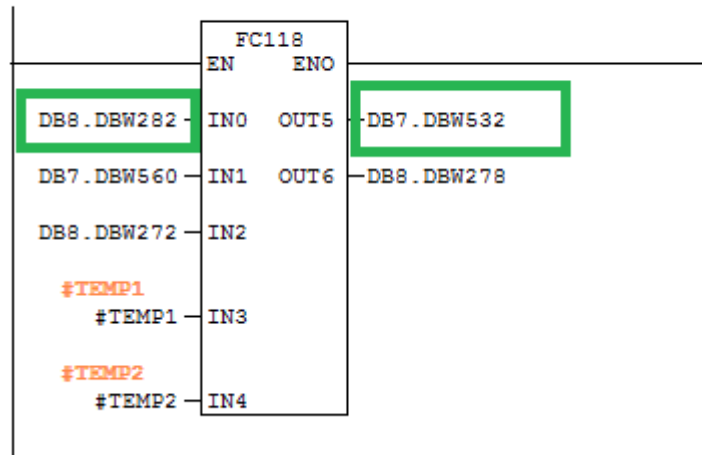 FC118
EN ENO
DB8.DBW282 IN0 OUT5 DB7.DBW532
DB7.DBW560 IN1 OUT6 DB8.DBW278
DB8.DBW272 IN2
#TEMP1
#TEMP1 IN3
#TEMP2
#TEMP2 IN4